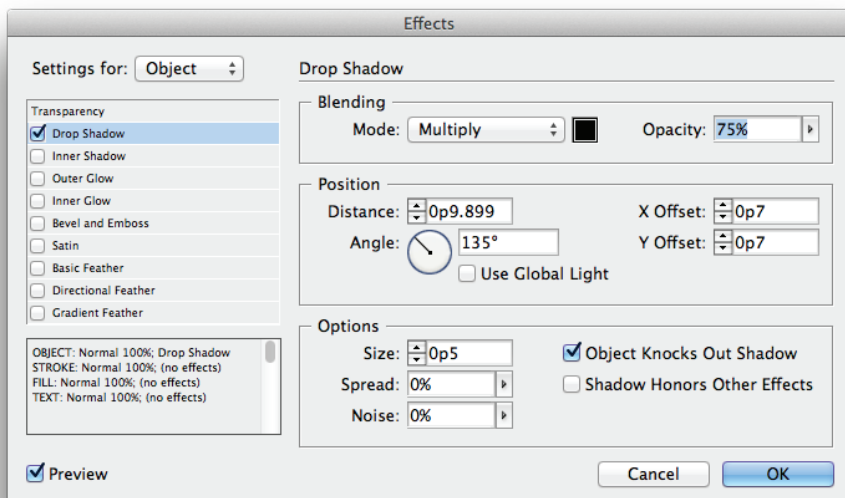 Effects
Settings for: Object
Transparency
Drop Shadow
Inner Shadow
Outer Glow
Inner Glow
Bevel and Emboss
Satin
Basic Feather
Directional Feather
Gradient Feather
OBJECT: Normal 100%; Drop Shadow
STROKE: Normal 100%; (no effects)
FILL: Normal 100%; (no effects)
TEXT: Normal 100%; (no effects)
Preview
Drop Shadow
Blending
Mode: Multiply Opacity: 75%
Position
Distance: 0p9.899 X Offset: 0p7
Angle: 135° Y Offset: 0p7
Use Global Light
Options
Size: 0p5 Object Knocks Out Shadow
Spread: 0% Shadow Honors Other Effects
Noise: 0%
Cancel OK